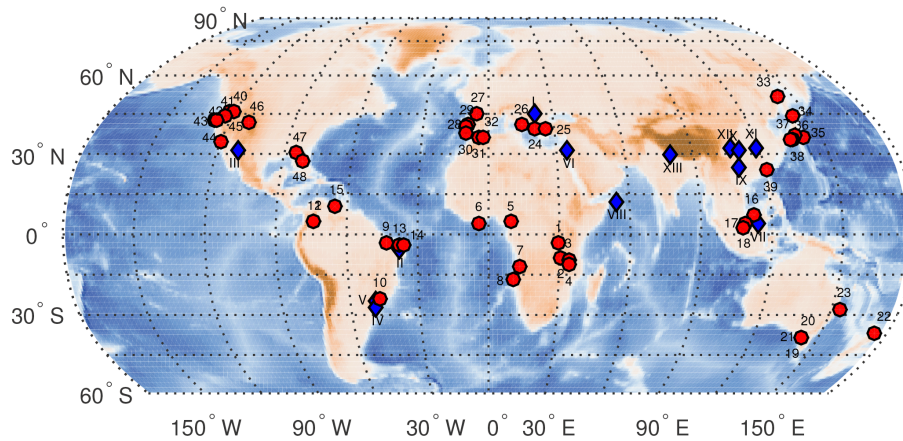 90° N
60° N
30° N
0°
30° S
60° S
150° W
90° W
30° W
0°
30° E
90° E
150° E
40
41
42
43
44
45
46
47
48
III
27
29
28
30
31
32
26
I
24
25
VI
VIII
XIII
XII
XI
IX
33
34
37
36
35
38
39
15
12
9
13
14
II
10
V
IV
6
5
1
3
2
4
7
8
16
17
18
VII
23
22
20
21
19